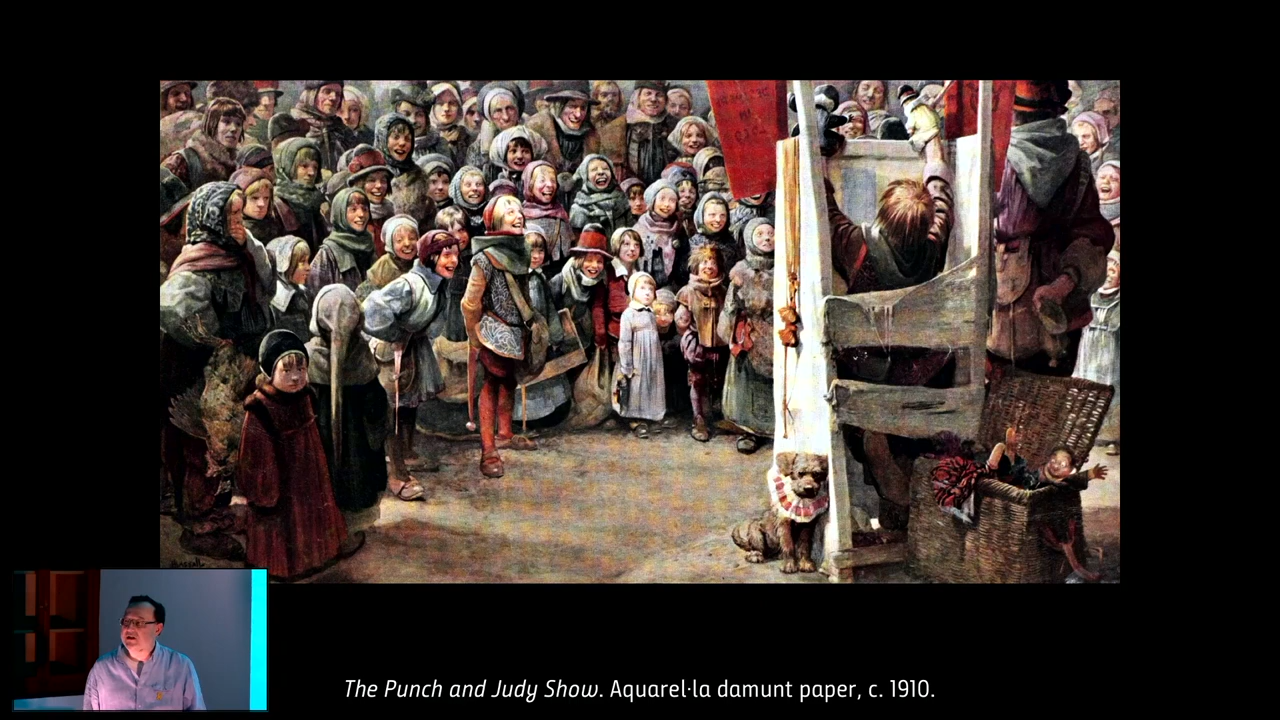 The Punch and Judy Show. Aquarel·la damunt paper, c. 1910.